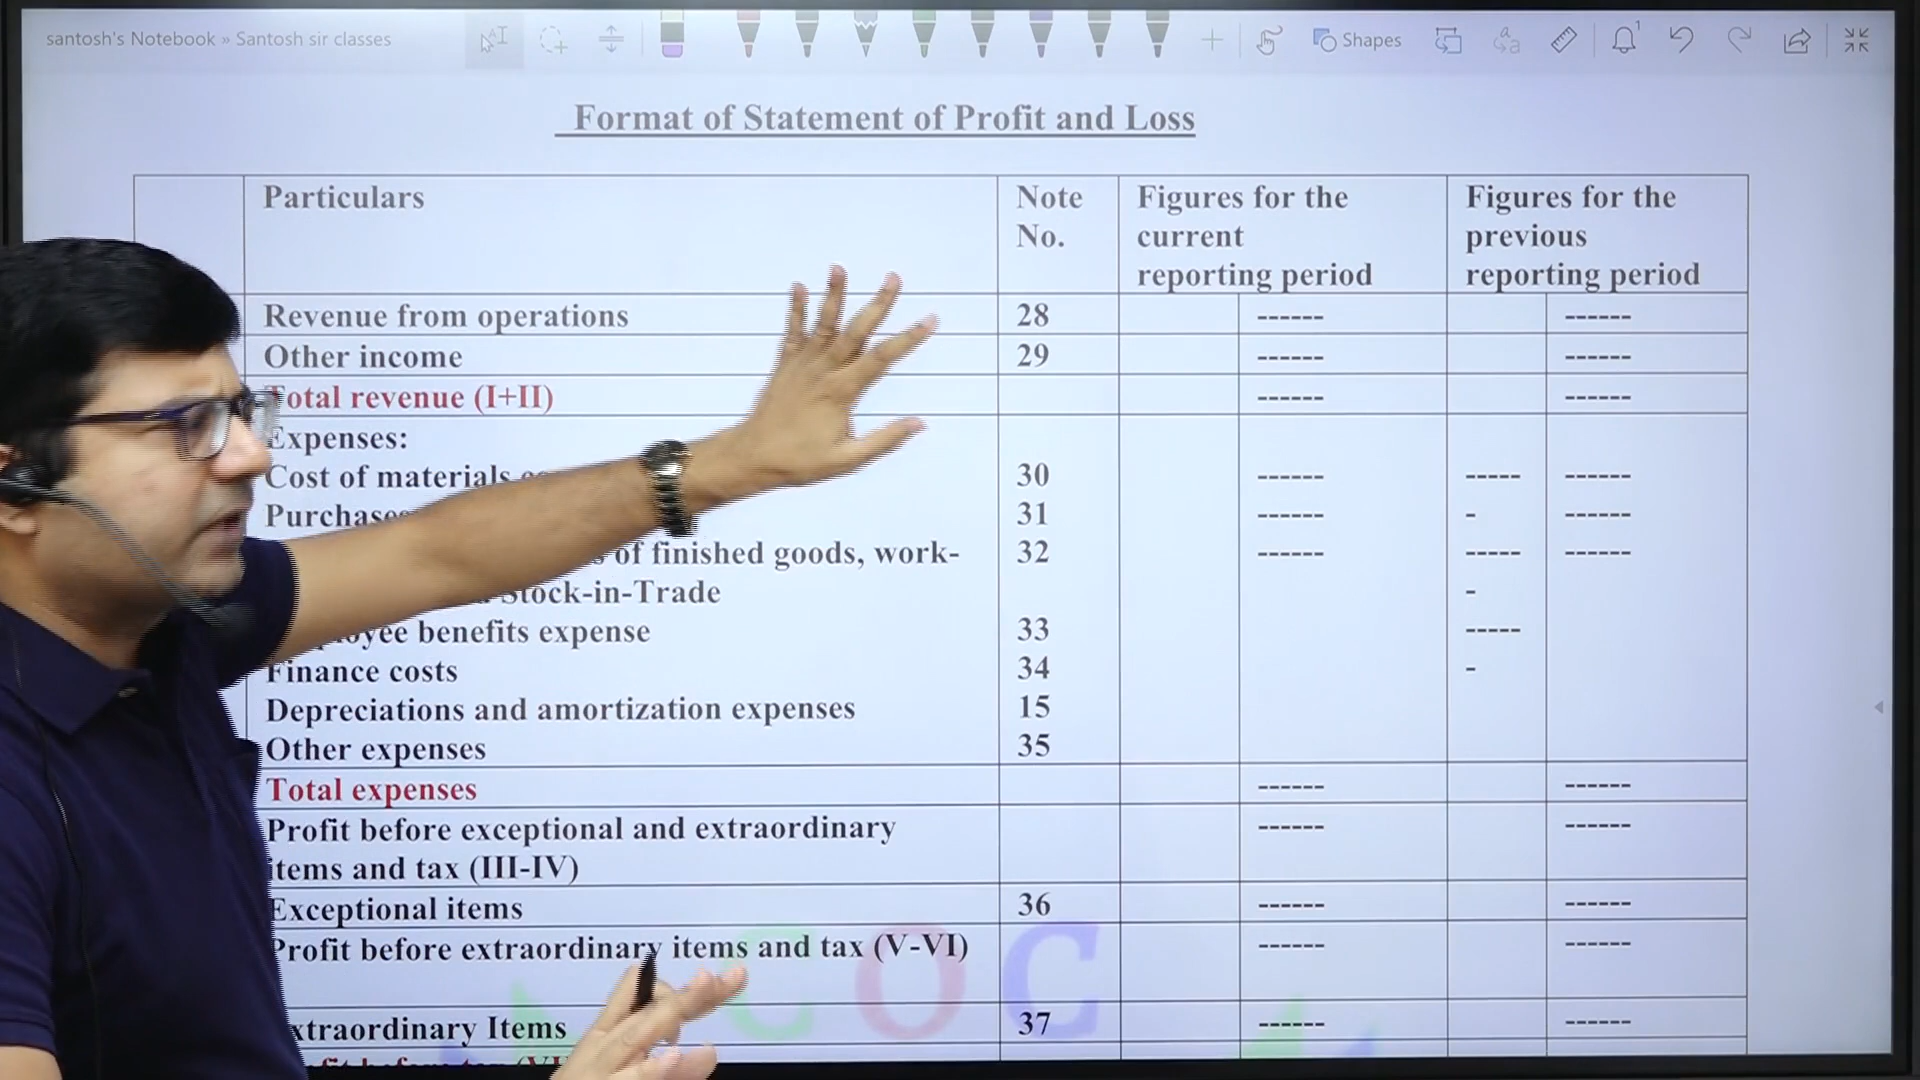 santosh's Notebook » Santosh sir classes
Shapes
1
Format of Statement of Profit and Loss
Particulars
Note
No.
Figures for the
current
reporting period
Figures for the
previous
reporting period
Revenue from operations 28 ------ ------
Other income 29 ------ ------
Total revenue (I+II) ------ ------
Expenses:
Cost of materials 30 ------ ----- ------
31 ------ - ------
of finished goods, work- 32 ------ ----- ------
Stock-in-Trade -
benefits expense 33 -----
Finance costs 34 -
Depreciations and amortization expenses 15
Other expenses 35
Total expenses ------ ------
Profit before exceptional and extraordinary ------ ------
items and tax (III-IV)
Exceptional items 36 ------ ------
Profit before extraordinary items and tax (V-VI) ------ ------
Extraordinary Items 37 ------ ------
COC